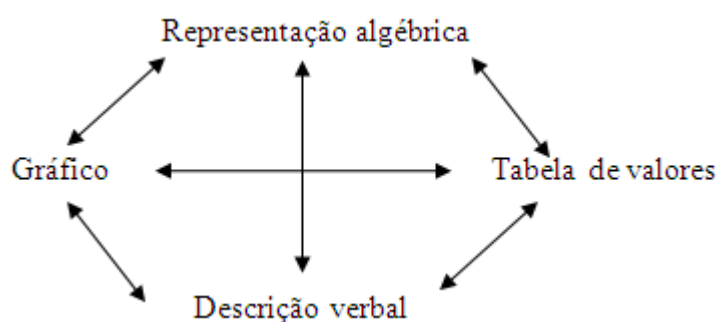 Representação algébrica
Gráfico
Tabela de valores
Descrição verbal